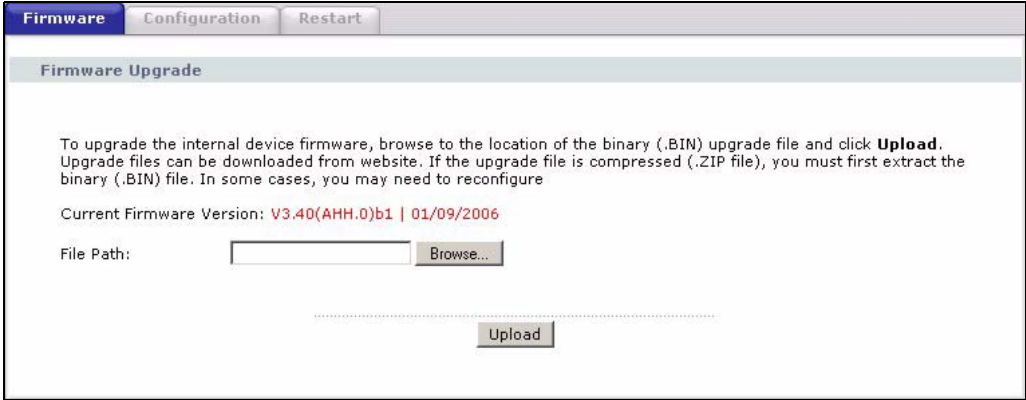 Firmware Configuration Restart
Firmware Upgrade
To upgrade the internal device firmware, browse to the location of the binary (.BIN) upgrade file and click Upload.
Upgrade files can be downloaded from website. If the upgrade file is compressed (.ZIP file), you must first extract the
binary (.BIN) file. In some cases, you may need to reconfigure
Current Firmware Version: V3.40(AHH.0)b1 | 01/09/2006
File Path: Browse...
Upload